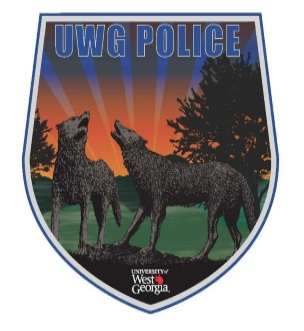 UWG POLICE
UNIVERSITY of
West
Georgia